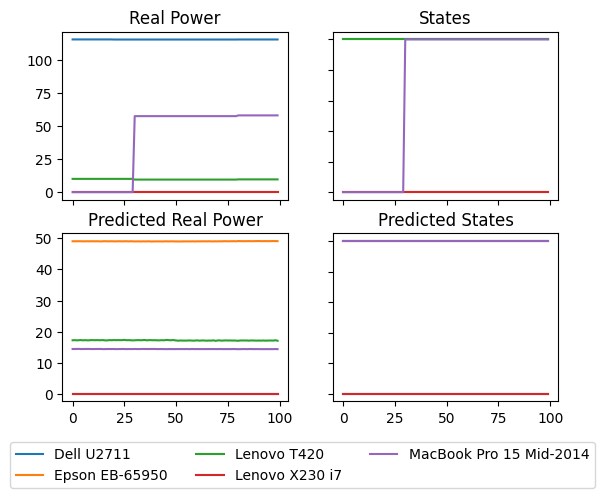 Real Power
States
100
75
50
25
0
Predicted Real Power
Predicted States
50
40
30
20
10
0
0 25 50 75 100
0 25 50 75 100
Dell U2711
Lenovo T420
MacBook Pro 15 Mid-2014
Epson EB-65950
Lenovo X230 i7